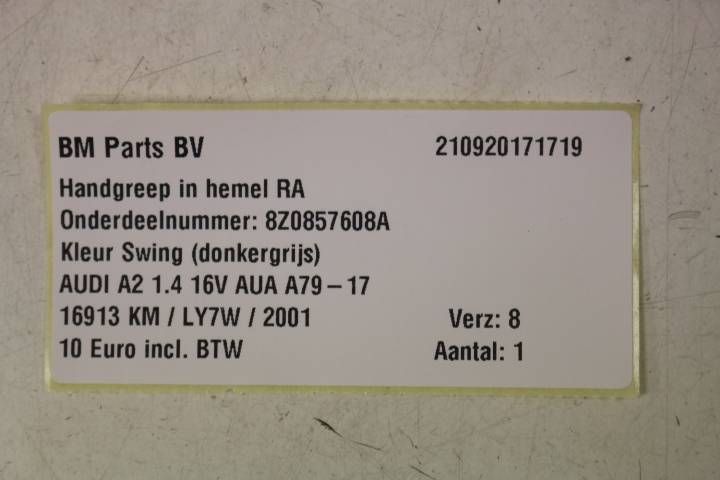 BM Parts BV 210920171719
Handgreep in hemel RA
Onderdeelnummer: 8Z0857608A
Kleur Swing (donkergrijs)
AUDI A2 1.4 16V AUA A79-17
16913 KM / LY7W / 2001 Verz: 8
10 Euro incl. BTW Aantal: 1